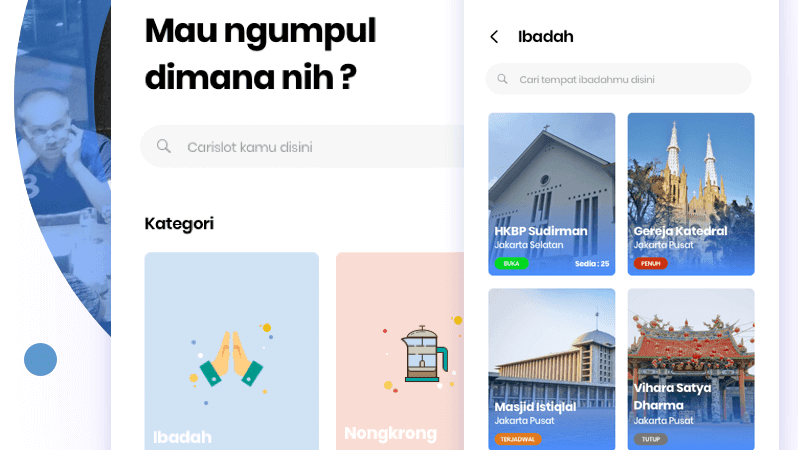 Mau ngumpul
dimana nih ?
Carislot kamu disini
Kategori
Ibadah
Nongkrong
Ibadah
Cari tempat ibadahmu disini
HKBP Sudirman
Jakarta Selatan
BUKA
Sedia : 25
Gereja Katedral
Jakarta Pusat
PENUH
Masjid Istiqlal
Jakarta Pusat
TERJADWAL
Vihara Satya
Dharma
Jakarta Pusat
TUTUP